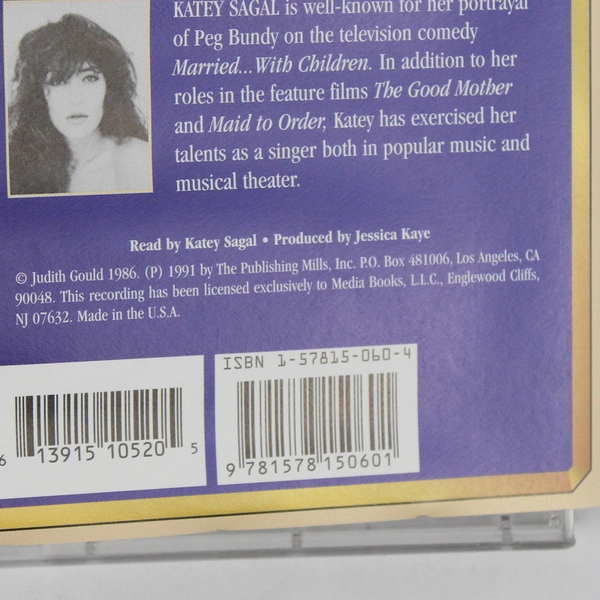 KATEY SAGAL is well-known for her portrayal
of Peg Bundy on the television comedy
Married...With Children. In addition to her
roles in the feature films The Good Mother
and Maid to Order, Katey has exercised her
talents as a singer both in popular music and
musical theater.
Read by Katey Sagal • Produced by Jessica Kaye
© Judith Gould 1986. (P) 1991 by The Publishing Mills, Inc. P.O. Box 481006, Los Angeles, CA
90048. This recording has been licensed exclusively to Media Books, L.L.C., Englewood Cliffs,
NJ 07632. Made in the U.S.A.
6 13915 10520 5
ISBN 1-57815-060-4
9 781578 150601